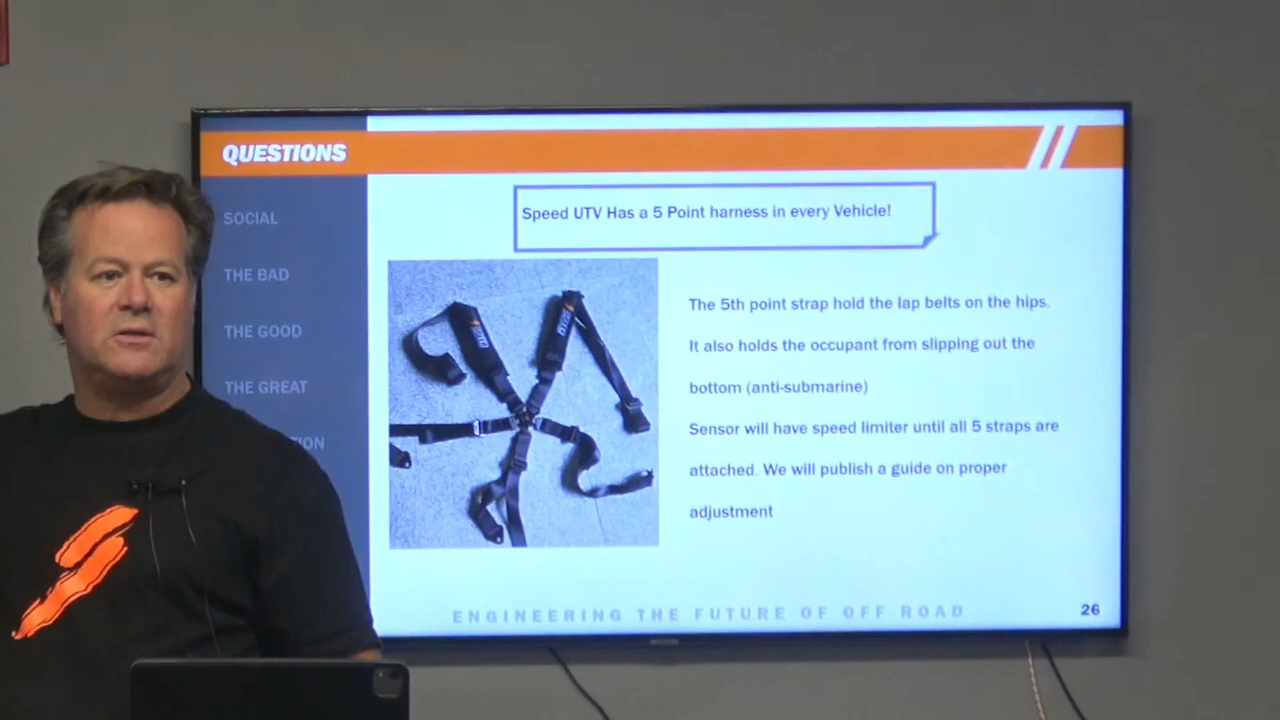 QUESTIONS
SOCIAL
THE BAD
THE GOOD
THE GREAT
Speed UTV Has a 5 Point harness in every Vehicle!
The 5th point strap hold the lap belts on the hips.
It also holds the occupant from slipping out the
bottom (anti-submarine)
Sensor will have speed limiter until all 5 straps are
attached. We will publish a guide on proper
adjustment
ENGINEERING THE FUTURE OF OFF ROAD
26